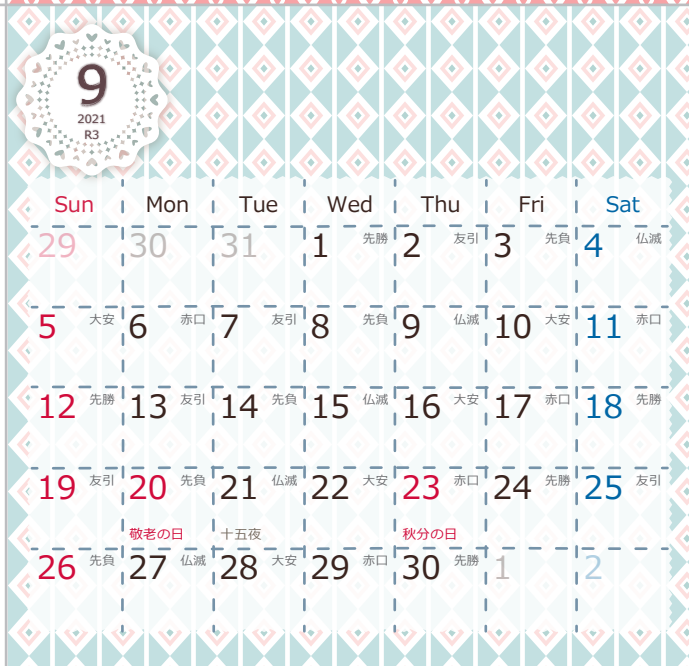 9
2021
R3
Sun Mon Tue Wed Thu Fri Sat
29 30 31 1 先勝 2 友引 3 先負 4 仏滅
5 大安 6 赤口 7 友引 8 先負 9 仏滅 10 大安 11 赤口
12 先勝 13 友引 14 先負 15 仏滅 16 大安 17 赤口 18 先勝
19 友引 20 先負 21 仏滅 22 大安 23 赤口 24 先勝 25 友引
敬老の日 十五夜 秋分の日
26 先負 27 仏滅 28 大安 29 赤口 30 先勝 1 2